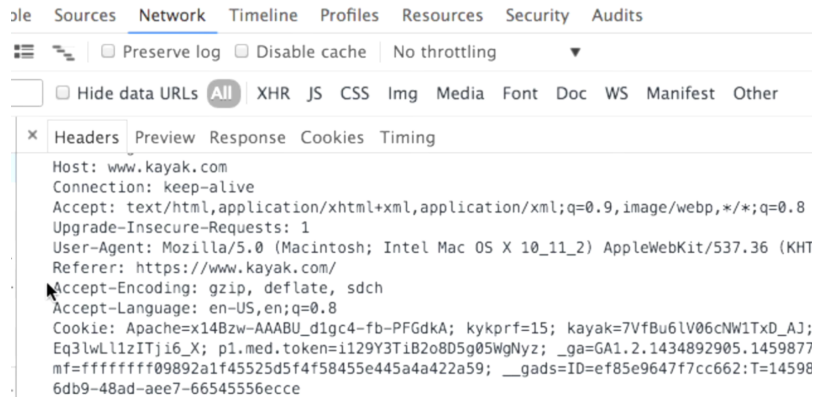 ole Sources Network Timeline Profiles Resources Security Audits
Preserve log Disable cache No throttling
Hide data URLs All XHR JS CSS Img Media Font Doc WS Manifest Other
× Headers Preview Response Cookies Timing
Host: www.kayak.com
Connection: keep-alive
Accept: text/html,application/xhtml+xml,application/xml;q=0.9,image/webp,*/*;q=0.8
Upgrade-Insecure-Requests: 1
User-Agent: Mozilla/5.0 (Macintosh; Intel Mac OS X 10_11_2) AppleWebKit/537.36 (KHT
Referer: https://www.kayak.com/
Accept-Encoding: gzip, deflate, sdch
Accept-Language: en-US,en;q=0.8
Cookie: Apache=x14Bzw-AAABU_d1gc4-fb-PFGdkA; kykprf=15; kayak=7VfBu6lV06cNW1TxD_AJ;
Eq3lwLl1zITji6_X; p1.med.token=i129Y3TiB2o8D5g05WgNyz; _ga=GA1.2.1434892905.1459877
mf=ffffffff09892a1f45525d5f4f58455e445a4a422a59; __gads=ID=ef85e9647f7cc662:T=14598
6db9-48ad-aee7-66545556ecce